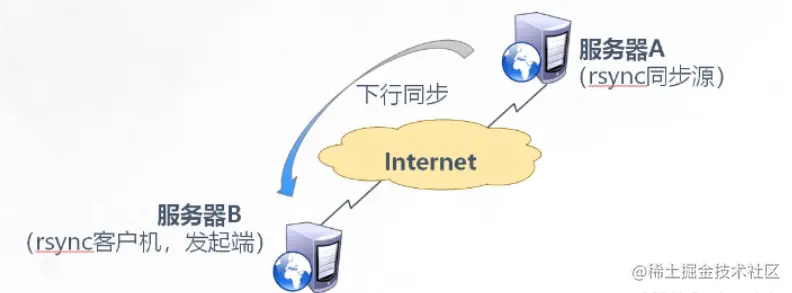 服务器A
（rsync同步源）
下行同步
Internet
服务器B
（rsync客户机，发起端）
@稀土掘金技术社区